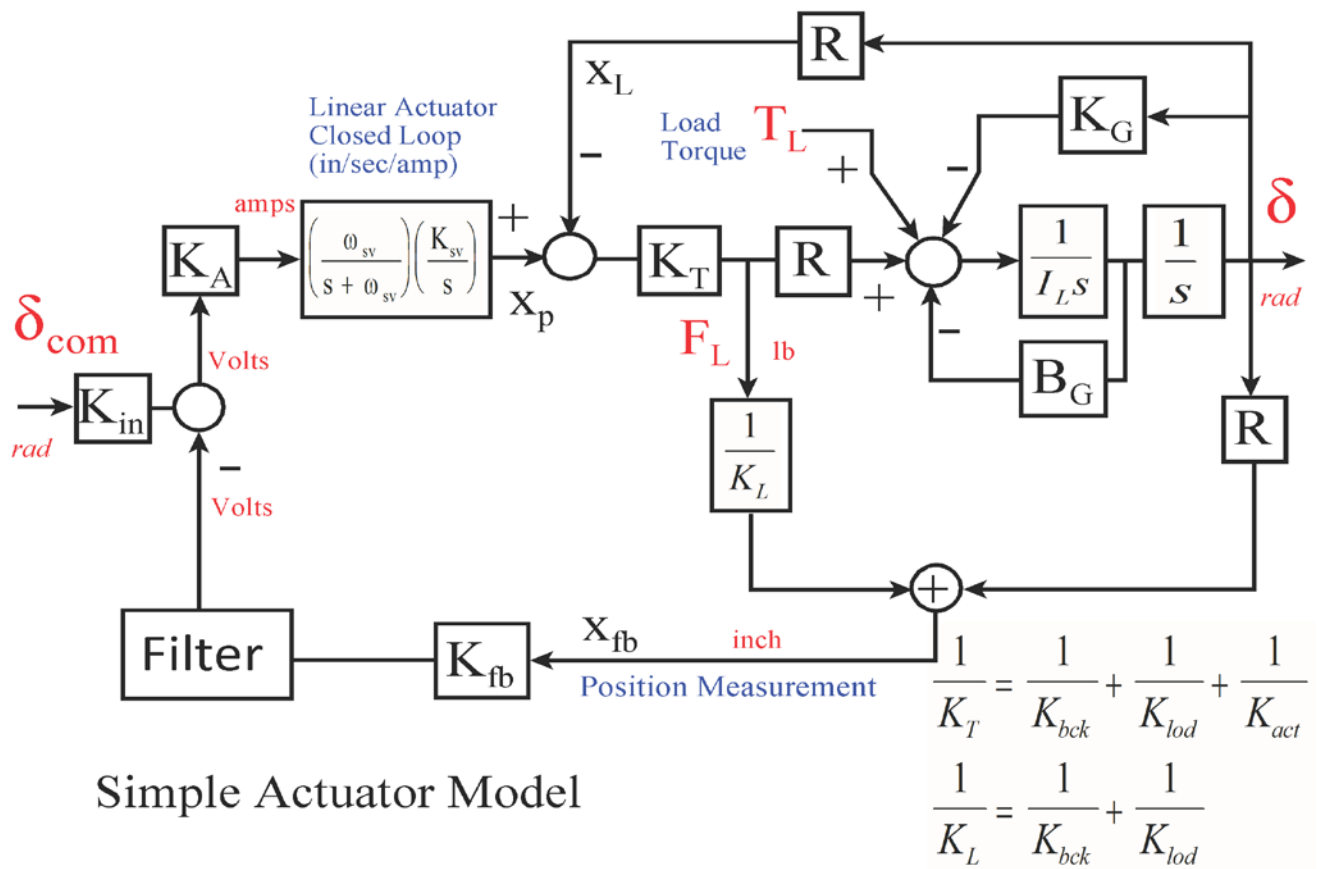 R
x_L
Linear Actuator
Closed Loop
(in/sec/amp)
Load
Torque
T_L
K_G
−
+
−
amps
K_A
(ω_sv / (s + ω_sv)) (K_sv / s)
+
x_p
K_T
R
+
1 / (I_L s)
1 / s
δ
rad
δ_com
Volts
F_L
lb
−
B_G
K_in
rad
1 / K_L
R
−
Volts
+
Filter
K_fb
x_fb
inch
Position Measurement
1/K_T = 1/K_bck + 1/K_lod + 1/K_act
1/K_L = 1/K_bck + 1/K_lod
Simple Actuator Model